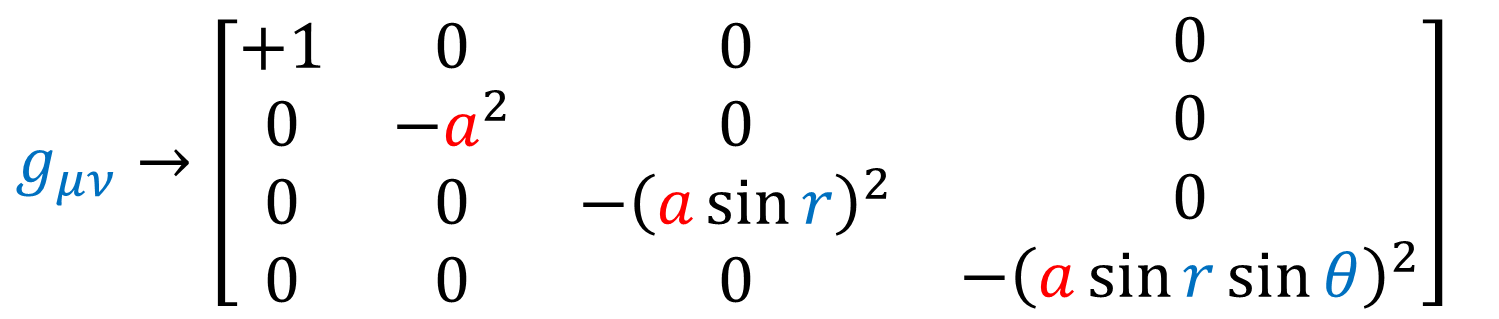 +1 0 0 0
0 −a² 0 0
g_μν → 0 0 −(a sin r)² 0
0 0 0 −(a sin r sin θ)²